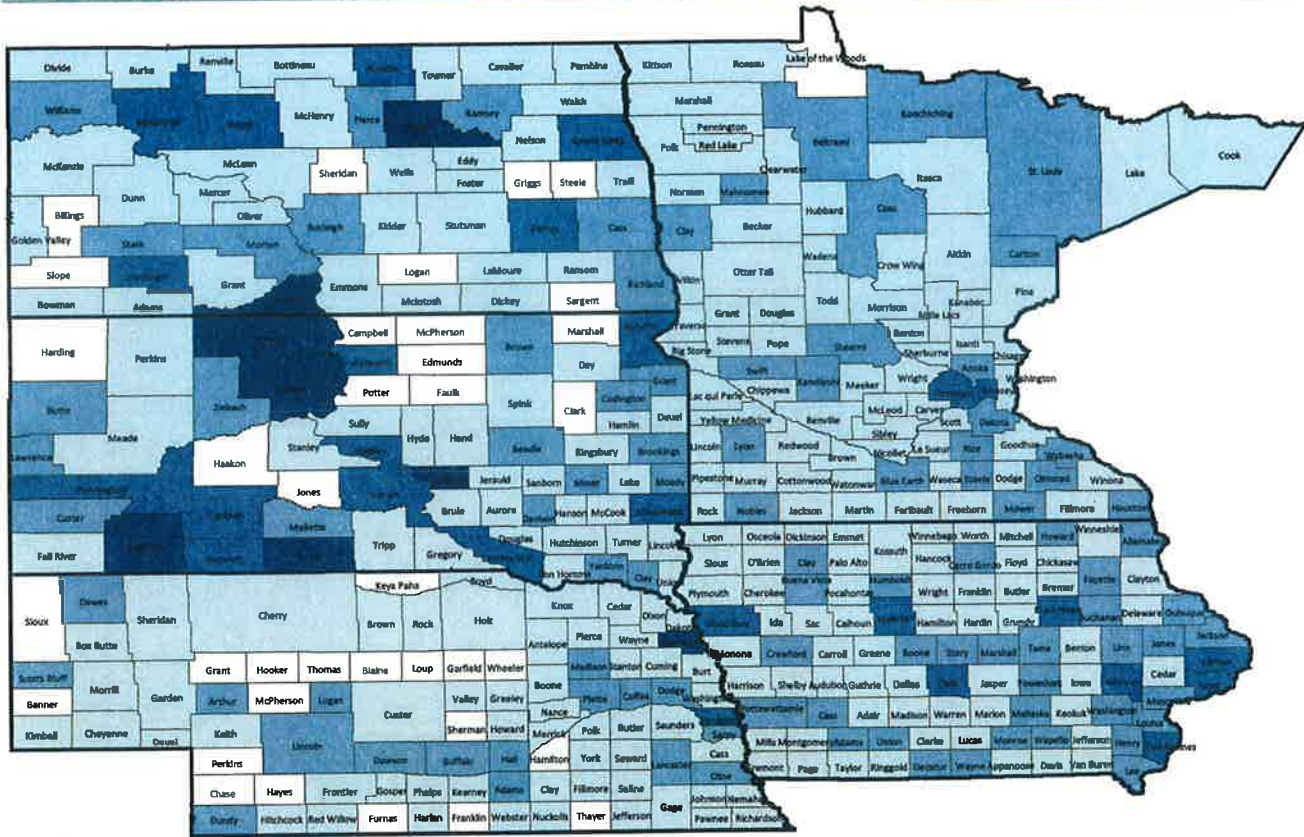 Divide Burke Renville Bottineau Towner Cavalier Pembina Kittson Roseau Lake of the Woods
Williams McHenry Pierce Ramsey Walsh Marshall Koochiching
Nelson Polk Pennington Red Lake Beltrami St. Louis Lake Cook
McKenzie McLean Sheridan Wells Eddy Foster Griggs Steele Traill Norman Mahnomen Clearwater Itasca
Dunn Mercer Oliver Billings Hubbard Cass
Golden Valley Stark Morton Burleigh Kidder Stutsman Barnes Cass Clay Becker Wadena Crow Wing Aitkin Carlton
Slope Grant Emmons Logan LaMoure Ransom Richland Wilkin Otter Tail
Bowman Adams McIntosh Dickey Sargent Todd Morrison Mille Lacs Kanabec Pine
Harding Perkins Campbell McPherson Brown Marshall Traverse Grant Douglas Stevens Pope Stearns Benton Isanti Chisago
Edmunds Day Grant Big Stone Swift Sherburne Anoka Washington
Butte Ziebach Potter Faulk Spink Clark Codington Hamlin Deuel Lac qui Parle Chippewa Kandiyohi Meeker Wright
Meade Sully Hyde Hand Yellow Medicine Renville McLeod Carver Scott Dakota
Lawrence Haakon Stanley Beadle Kingsbury Brookings Lincoln Lyon Redwood Brown Sibley Nicollet Le Sueur Rice Goodhue Wabasha
Jones Jerauld Sanborn Miner Lake Moody Pipestone Murray Cottonwood Watonwan Blue Earth Waseca Steele Dodge Olmsted Winona
Custer Mellette Brule Aurora Hanson McCook Rock Nobles Jackson Martin Faribault Freeborn Mower Fillmore Houston
Fall River Tripp Gregory Douglas Hutchinson Turner Lincoln Lyon Osceola Dickinson Emmet Winnebago Worth Mitchell Howard Winneshiek
Yankton Clay Union Sioux O'Brien Clay Palo Alto Kossuth Hancock Cerro Gordo Floyd Chickasaw Allamakee
Sioux Dawes Sheridan Cherry Keya Paha Boyd Knox Cedar Dixon Plymouth Cherokee Buena Vista Pocahontas Humboldt Wright Franklin Butler Bremer Fayette Clayton
Box Butte Brown Rock Holt Antelope Pierce Wayne Ida Sac Calhoun Hamilton Hardin Grundy Buchanan Delaware Dubuque
Scotts Bluff Grant Hooker Thomas Blaine Loup Garfield Wheeler Madison Stanton Cuming Burt Monona Crawford Carroll Greene Boone Story Marshall Tama Benton Linn Jones Jackson
Banner Morrill Garden Arthur McPherson Logan Custer Valley Greeley Boone Platte Colfax Dodge Washington Harrison Shelby Audubon Guthrie Dallas Jasper Poweshiek Iowa Cedar
Kimball Cheyenne Deuel Keith Sherman Howard Nance Merrick Polk Butler Saunders Cass Adair Madison Warren Marion Mahaska Keokuk Washington
Perkins Lincoln Dawson Buffalo Hall Hamilton York Seward Lancaster Cass Mills Montgomery Adams Union Clarke Lucas Monroe Wapello Jefferson Henry
Chase Hayes Frontier Gosper Phelps Kearney Adams Clay Fillmore Saline Otoe Fremont Page Taylor Ringgold Decatur Wayne Appanoose Davis Van Buren Lee
Dundy Hitchcock Red Willow Furnas Harlan Franklin Webster Nuckolls Thayer Jefferson Gage Johnson Nemaha Pawnee Richardson